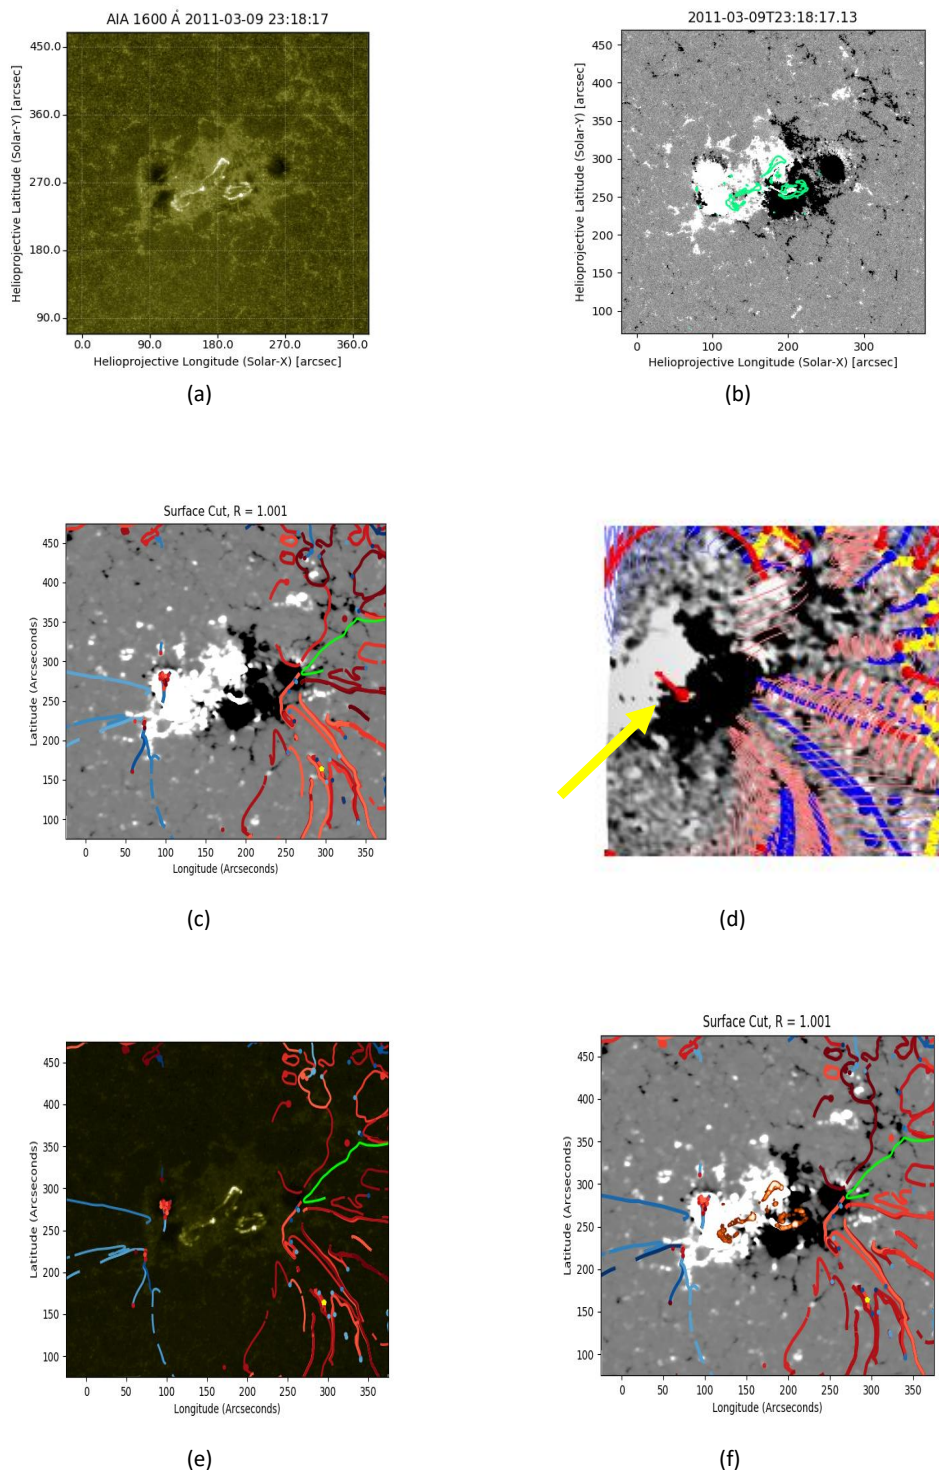 AIA 1600 Å 2011-03-09 23:18:17
Helioprojective Latitude (Solar-Y) [arcsec]
450.0
360.0
270.0
180.0
90.0
0.0 90.0 180.0 270.0 360.0
Helioprojective Longitude (Solar-X) [arcsec]
(a)
2011-03-09T23:18:17.13
Helioprojective Latitude (Solar-Y) [arcsec]
450
400
350
300
250
200
150
100
0 100 200 300
Helioprojective Longitude (Solar-X) [arcsec]
(b)
Surface Cut, R = 1.001
Latitude (Arcseconds)
450
400
350
300
250
200
150
100
0 50 100 150 200 250 300 350
Longitude (Arcseconds)
(c)
(d)
Latitude (Arcseconds)
450
400
350
300
250
200
150
100
0 50 100 150 200 250 300 350
Longitude (Arcseconds)
(e)
Surface Cut, R = 1.001
Latitude (Arcseconds)
450
400
350
300
250
200
150
100
0 50 100 150 200 250 300 350
Longitude (Arcseconds)
(f)